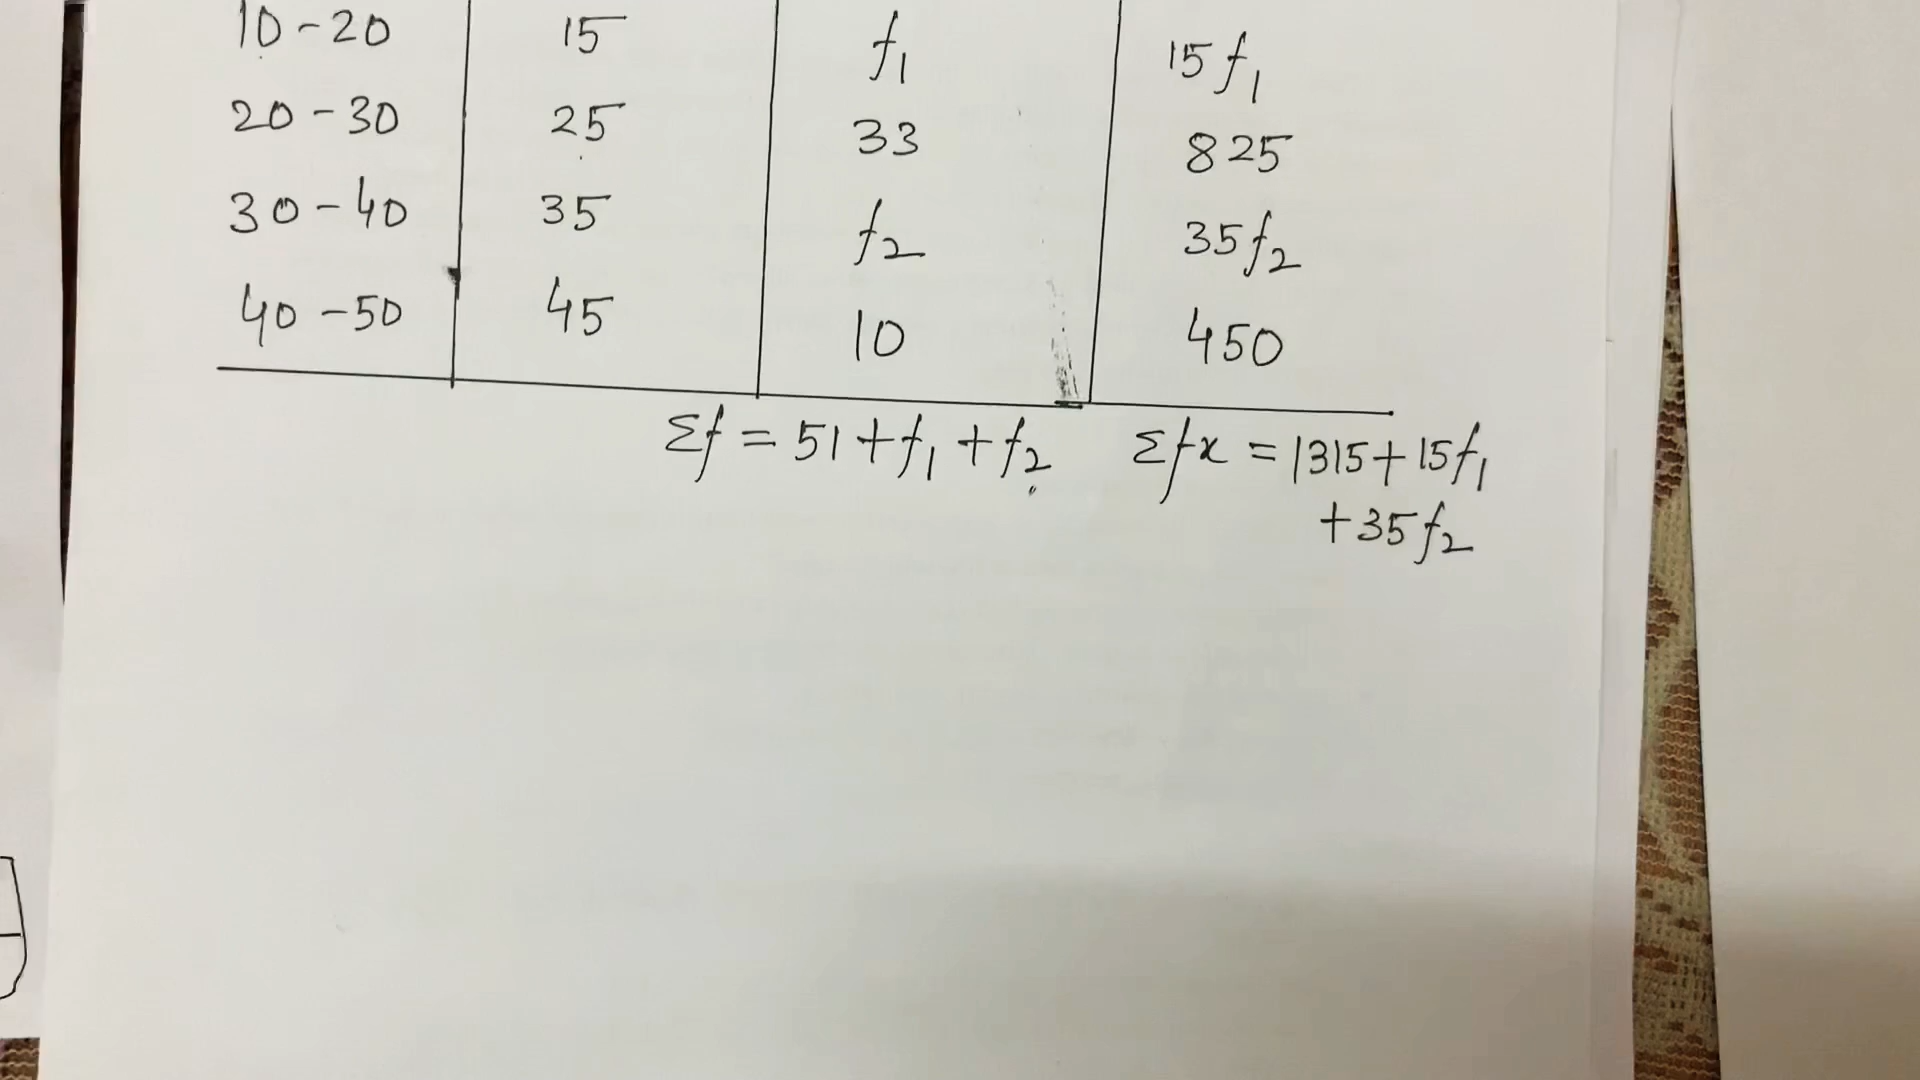 10-20 15 f₁ 15f₁
20-30 25 33 825
30-40 35 f₂ 35f₂
40-50 45 10 450
Σf = 51+f₁+f₂ Σfx = 1315+15f₁
+35f₂